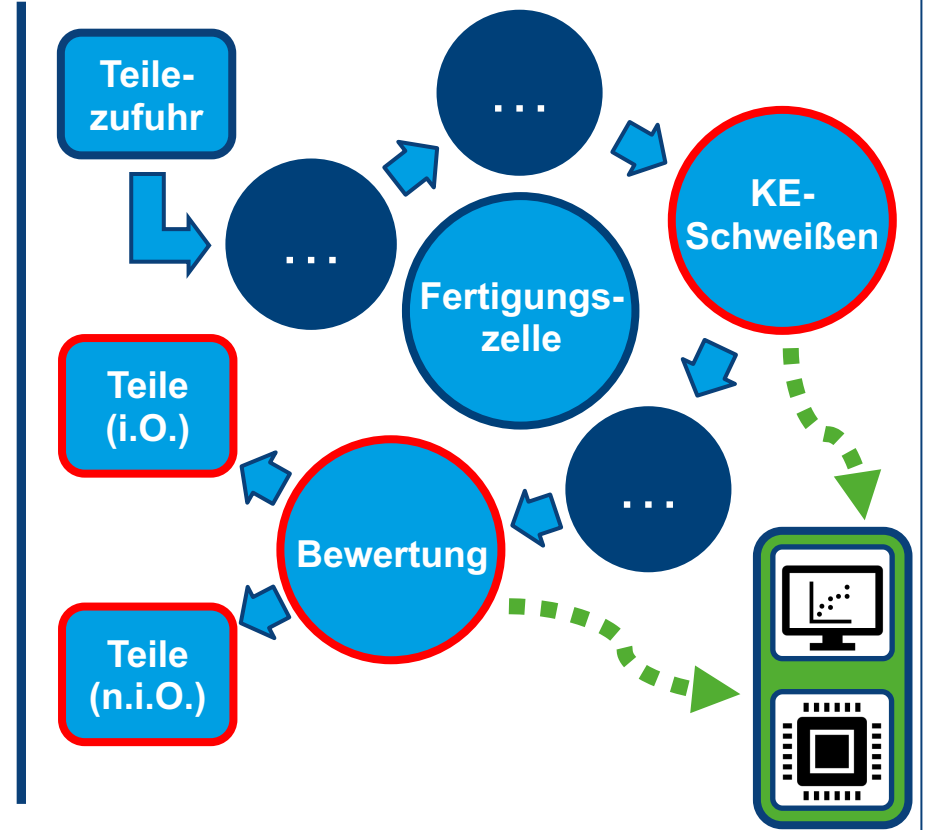 Teile-
zufuhr
. . .
. . .
KE-
Schweißen
Fertigungs-
zelle
Teile
(i.O.)
. . .
Bewertung
Teile
(n.i.O.)